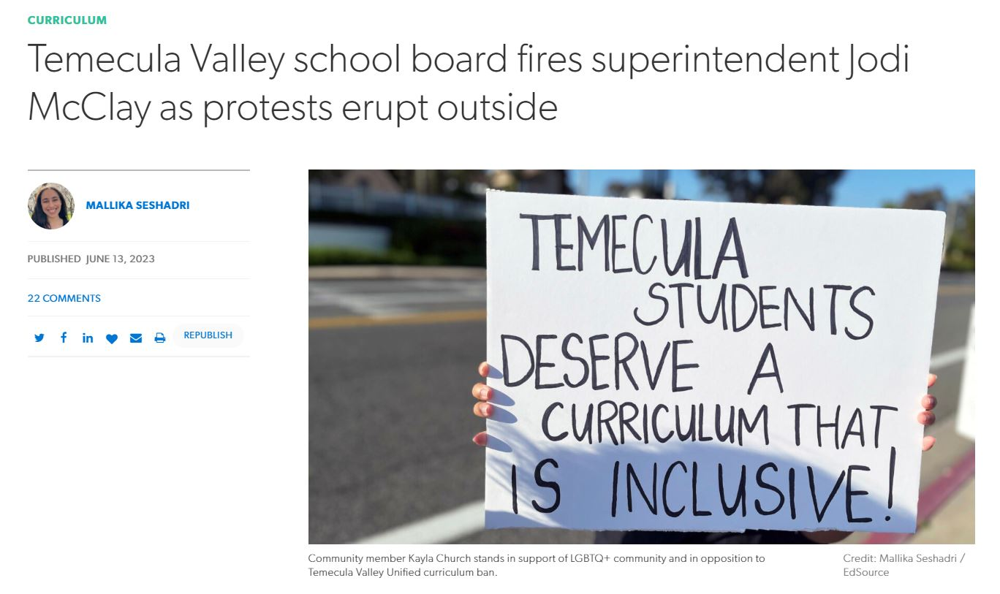 CURRICULUM
Temecula Valley school board fires superintendent Jodi
McClay as protests erupt outside
MALLIKA SESHADRI
PUBLISHED JUNE 13, 2023
22 COMMENTS
REPUBLISH
TEMECULA
STUDENTS
DESERVE A
CURRICULUM THAT
IS INCLUSIVE!
Community member Kayla Church stands in support of LGBTQ+ community and in opposition to
Temecula Valley Unified curriculum ban.
Credit: Mallika Seshadri /
EdSource